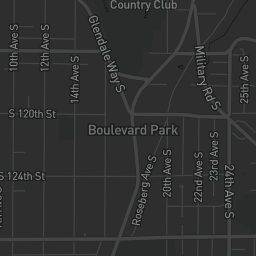 Country Club
Glendale Way S
Military Rd S
10th Ave S
12th Ave S
14th Ave S
25th Ave S
S 120th St
Boulevard Park
S 124th St
Roseberg Ave S
20th Ave S
22nd Ave S
23rd Ave S
24th Ave S